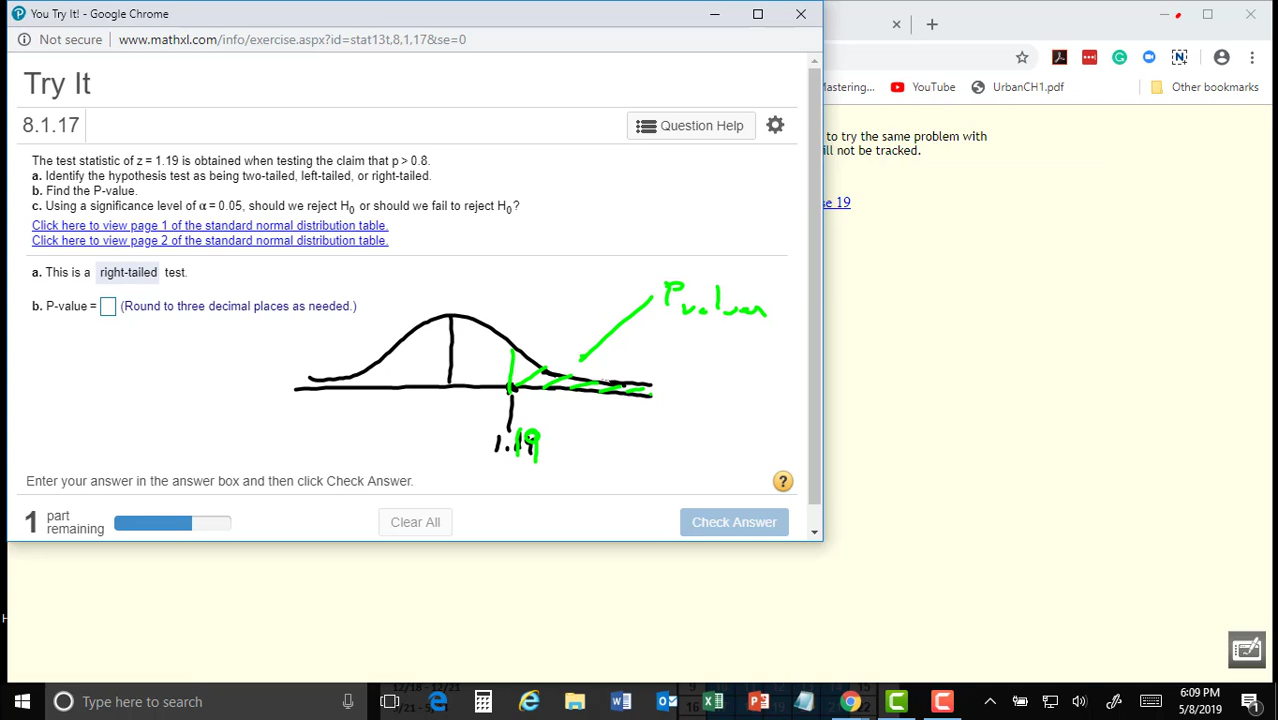 You Try It! - Google Chrome
Not secure www.mathxl.com/info/exercise.aspx?id=stat13t,8,1,17&se=0
Mastering... YouTube UrbanCH1.pdf Other bookmarks
Try It
8.1.17 Question Help
to try the same problem with
ill not be tracked.
se 19
The test statistic of z = 1.19 is obtained when testing the claim that p > 0.8.
a. Identify the hypothesis test as being two-tailed, left-tailed, or right-tailed.
b. Find the P-value.
c. Using a significance level of α = 0.05, should we reject H0 or should we fail to reject H0?
Click here to view page 1 of the standard normal distribution table.
Click here to view page 2 of the standard normal distribution table.
a. This is a right-tailed test.
b. P-value = (Round to three decimal places as needed.)
P
1.19
Enter your answer in the answer box and then click Check Answer.
?
1 part
remaining
Clear All
Check Answer
12/18 - 12/21
Type here to search
6:09 PM
5/8/2019